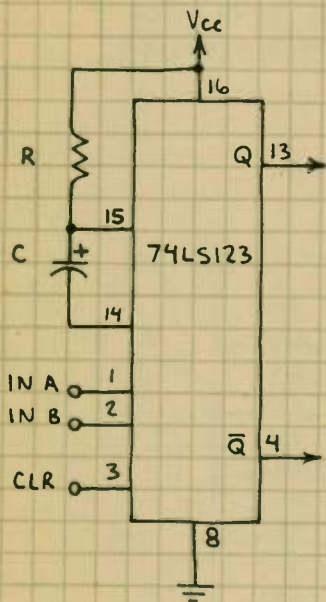 Vcc
16
R
Q 13
15
C +
74LS123
14
IN A 1
IN B 2
Q̅ 4
CLR 3
8